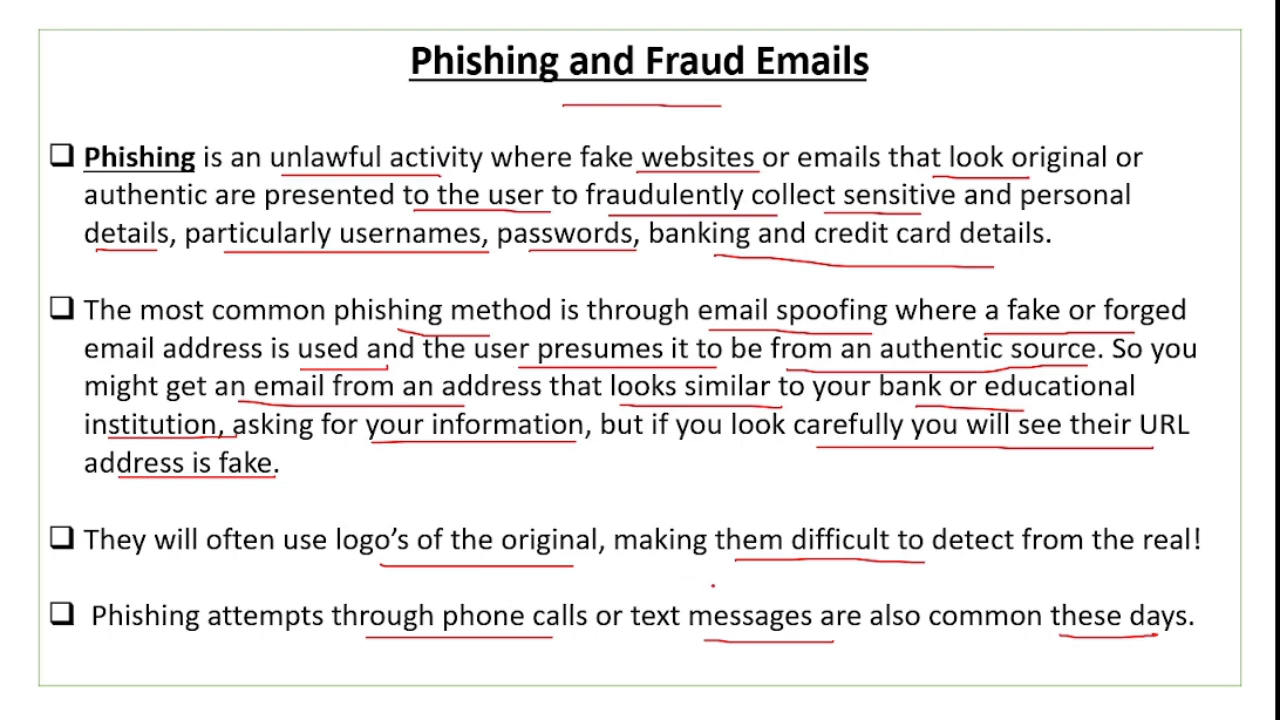 Phishing and Fraud Emails
❑ Phishing is an unlawful activity where fake websites or emails that look original or
authentic are presented to the user to fraudulently collect sensitive and personal
details, particularly usernames, passwords, banking and credit card details.
❑ The most common phishing method is through email spoofing where a fake or forged
email address is used and the user presumes it to be from an authentic source. So you
might get an email from an address that looks similar to your bank or educational
institution, asking for your information, but if you look carefully you will see their URL
address is fake.
❑ They will often use logo’s of the original, making them difficult to detect from the real!
❑ Phishing attempts through phone calls or text messages are also common these days.